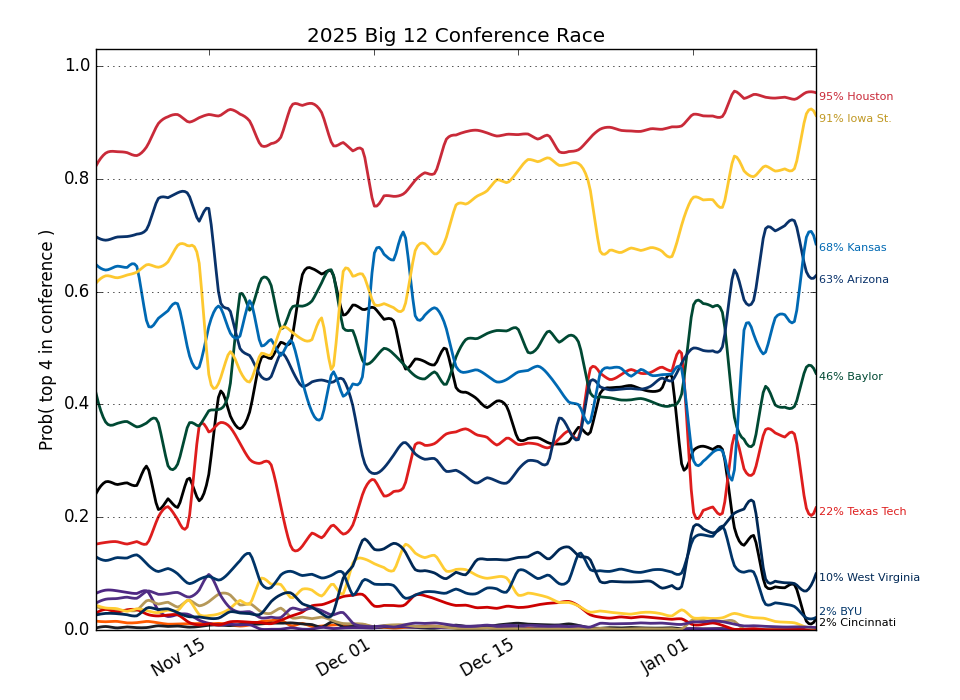 2025 Big 12 Conference Race
Prob( top 4 in conference )
1.0
0.8
0.6
0.4
0.2
0.0
Nov 15
Dec 01
Dec 15
Jan 01
95% Houston
91% Iowa St.
68% Kansas
63% Arizona
46% Baylor
22% Texas Tech
10% West Virginia
2% BYU
2% Cincinnati